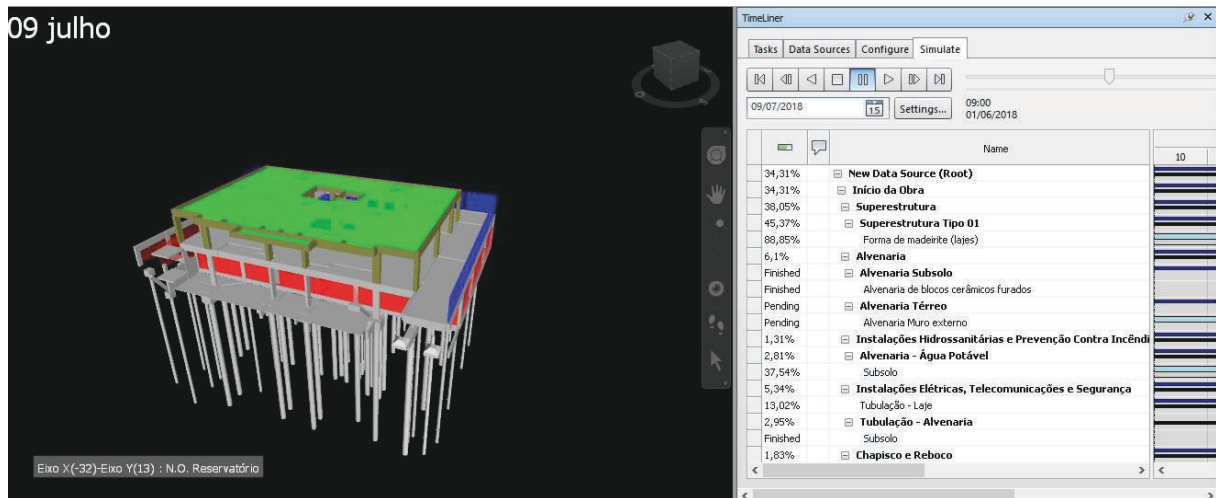 09 julho
Eixo X(-32)-Eixo Y(13) : N.O. Reservatório
TimeLiner
Tasks Data Sources Configure Simulate
09/07/2018 15 Settings... 09:00
01/06/2018
Name
10
34,31% New Data Source (Root)
34,31% Início da Obra
38,05% Superestrutura
45,37% Superestrutura Tipo 01
88,85% Forma de madeirite (lajes)
6,1% Alvenaria
Finished Alvenaria Subsolo
Finished Alvenaria de blocos cerâmicos furados
Pending Alvenaria Térreo
Pending Alvenaria Muro externo
1,31% Instalações Hidrossanitárias e Prevenção Contra Incêndi
2,81% Alvenaria - Água Potável
37,54% Subsolo
5,34% Instalações Elétricas, Telecomunicações e Segurança
13,02% Tubulação - Laje
2,95% Tubulação - Alvenaria
Finished Subsolo
1,83% Chapisco e Reboco